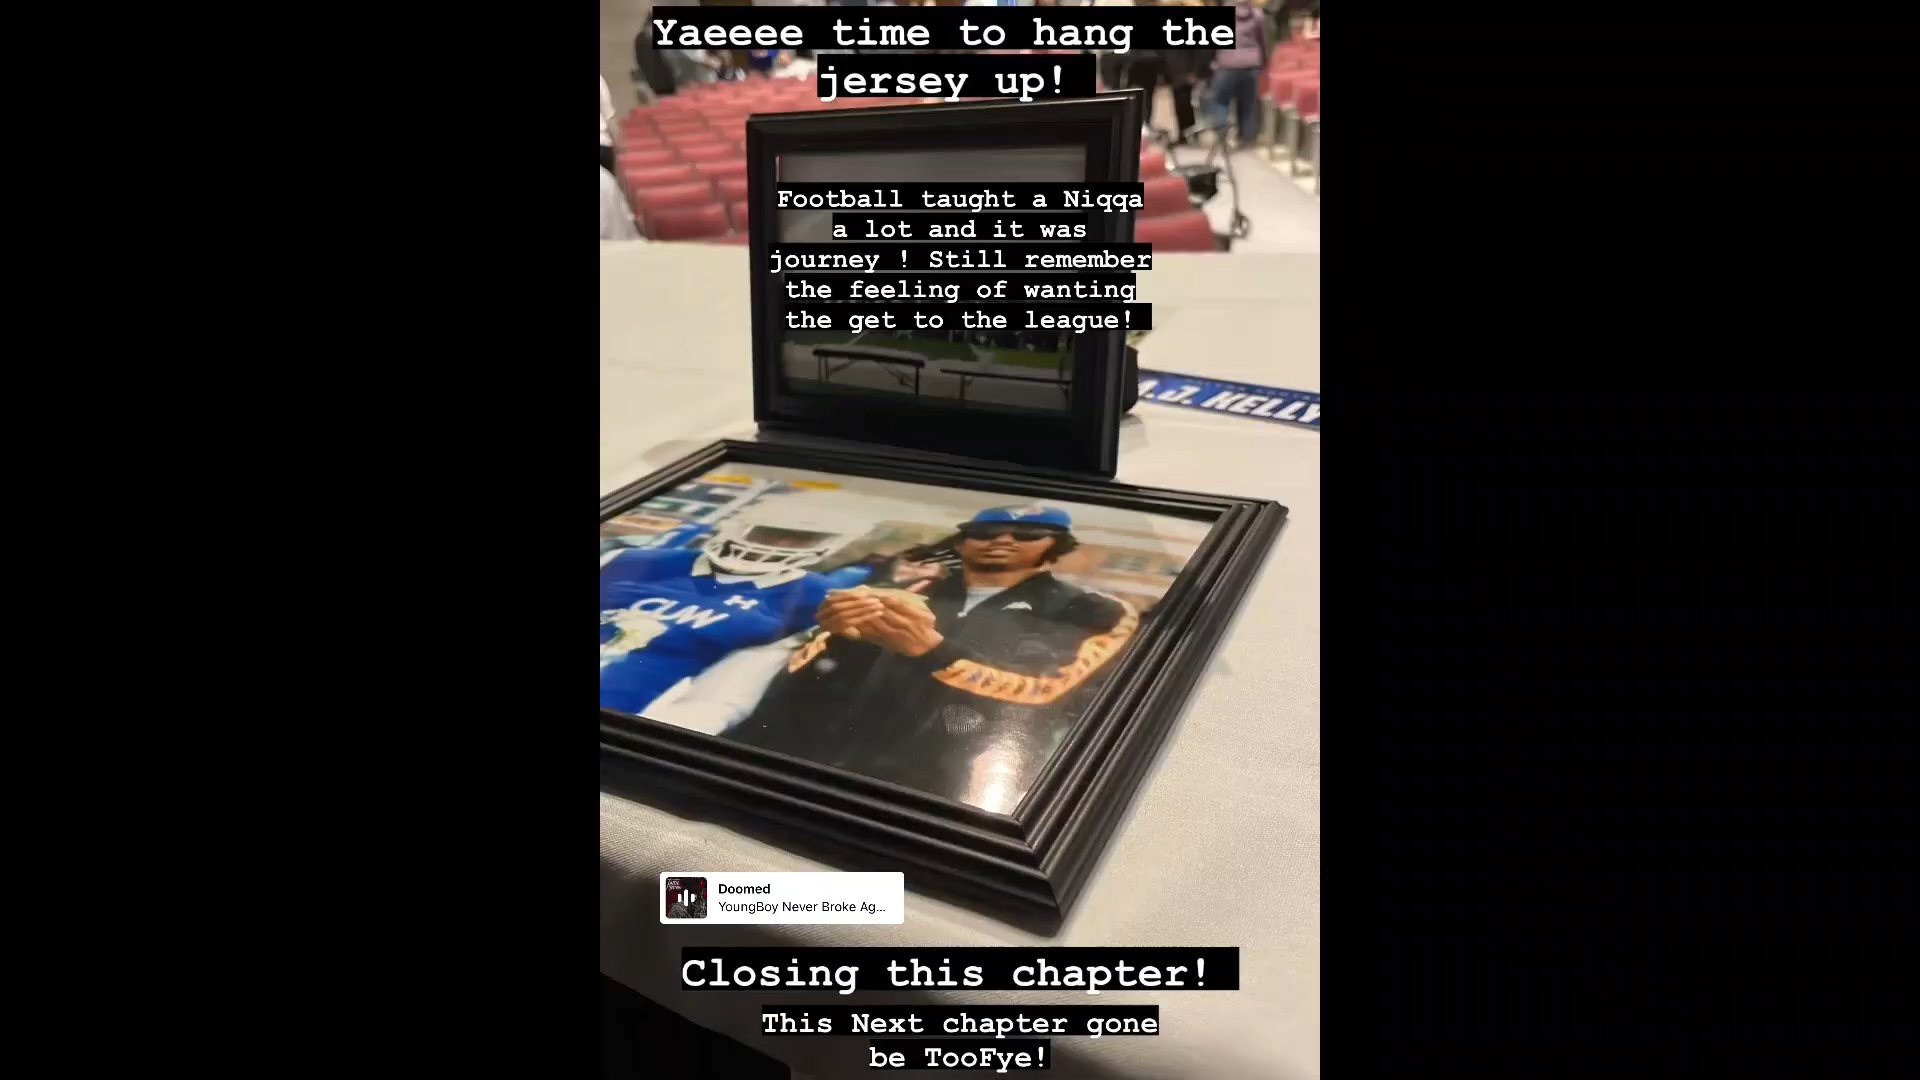 Yaeeee time to hang the
jersey up!
Football taught a Niqqa
a lot and it was
journey ! Still remember
the feeling of wanting
the get to the league!
A.J. KELLY
CLAW
Doomed
YoungBoy Never Broke Ag...
Closing this chapter!
This Next chapter gone
be TooFye!